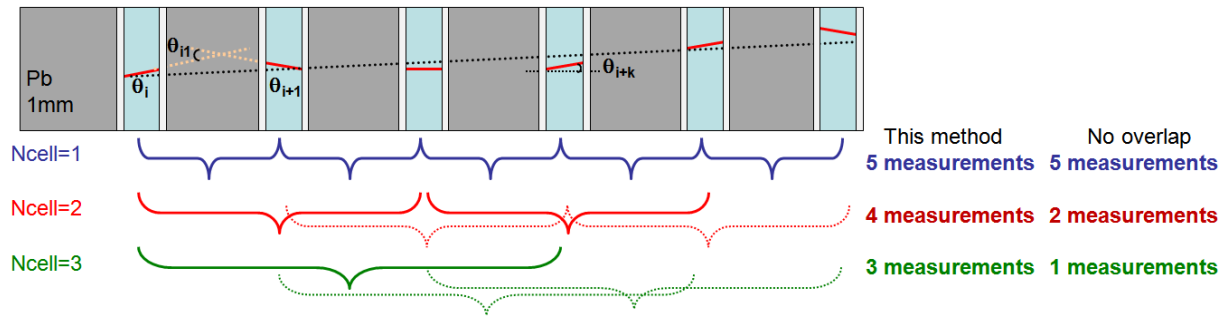 θi1
Pb
1mm
θi
θi+1
θi+k
This method
No overlap
Ncell=1
5 measurements
5 measurements
Ncell=2
4 measurements
2 measurements
Ncell=3
3 measurements
1 measurements